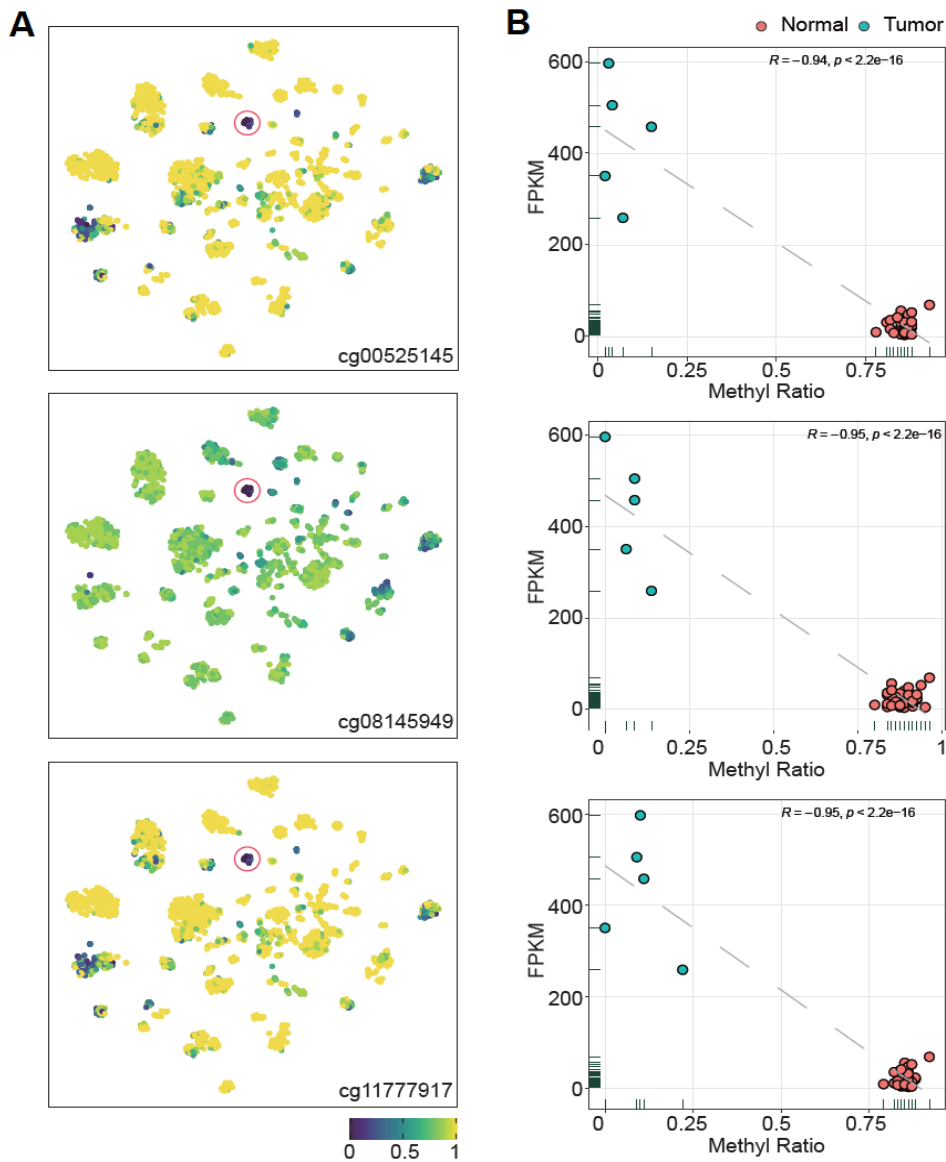 A
B
Normal Tumor
cg00525145
R = −0.94, p < 2.2e−16
FPKM
600
400
200
0
0 0.25 0.50 0.75
Methyl Ratio
cg08145949
R = −0.95, p < 2.2e−16
FPKM
600
400
200
0
0 0.25 0.50 0.75 1
Methyl Ratio
cg11777917
0 0.5 1
R = −0.95, p < 2.2e−16
FPKM
600
400
200
0
0 0.25 0.50 0.75
Methyl Ratio